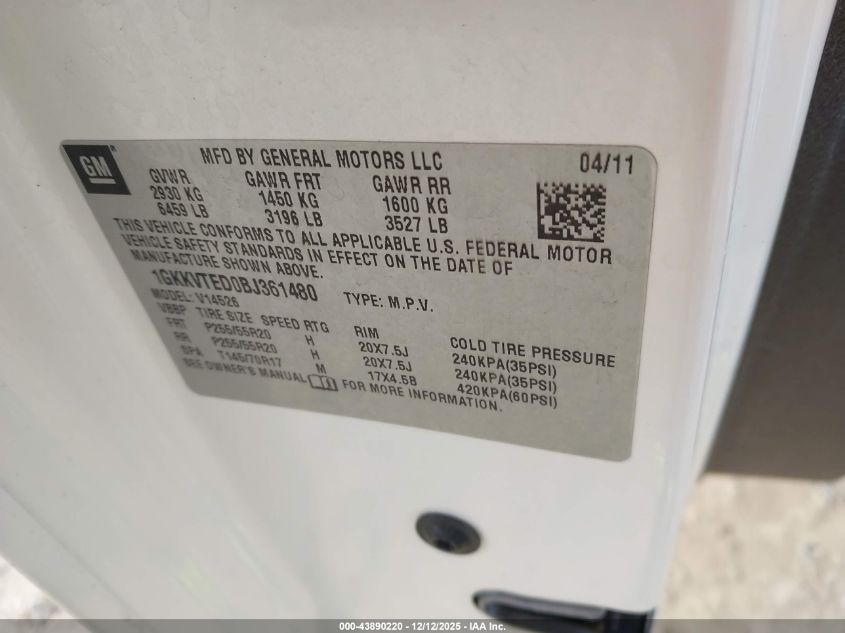 GM
MFD BY GENERAL MOTORS LLC 04/11
GVWR GAWR FRT GAWR RR
2930 KG 1450 KG 1600 KG
6459 LB 3196 LB 3527 LB
THIS VEHICLE CONFORMS TO ALL APPLICABLE U.S. FEDERAL MOTOR
VEHICLE SAFETY STANDARDS IN EFFECT ON THE DATE OF
MANUFACTURE SHOWN ABOVE.
1GKKVTED0BJ361480 TYPE: M.P.V.
MODEL: V14526
VBBP TIRE SIZE SPEED RTG RIM COLD TIRE PRESSURE
FRT P255/55R20 H 20X7.5J 240KPA(35PSI)
RR P255/55R20 H 20X7.5J 240KPA(35PSI)
SPA T145/70R17 M 17X4.5B 420KPA(60PSI)
SEE OWNER'S MANUAL FOR MORE INFORMATION.
000-43890220 - 12/12/2025 - IAA Inc.